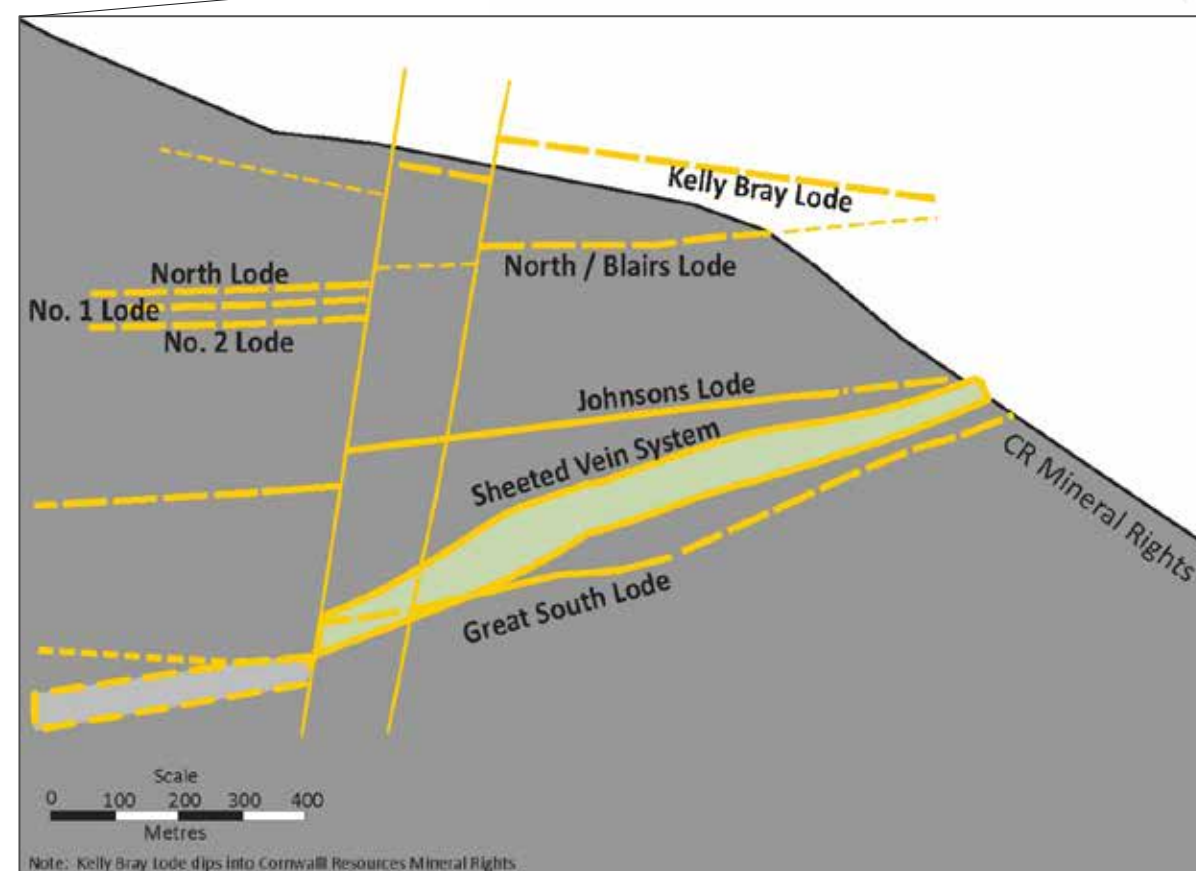 Kelly Bray Lode
North / Blairs Lode
North Lode
No. 1 Lode
No. 2 Lode
Johnsons Lode
Sheeted Vein System
CR Mineral Rights
Great South Lode
Scale
0 100 200 300 400
Metres
Note: Kelly Bray Lode dips into Cornwall Resources Mineral Rights